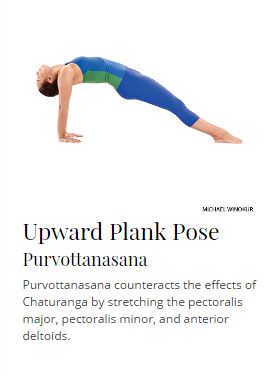 MICHAEL WINOKUR
Upward Plank Pose
Purvottanasana
Purvottanasana counteracts the effects of
Chaturanga by stretching the pectoralis
major, pectoralis minor, and anterior
deltoids.